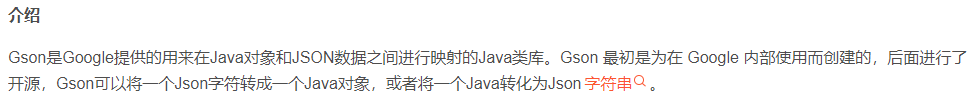 介绍
Gson是Google提供的用来在Java对象和JSON数据之间进行映射的Java类库。Gson 最初是为在 Google 内部使用而创建的，后面进行了
开源，Gson可以将一个Json字符转成一个Java对象，或者将一个Java转化为Json 字符串 。